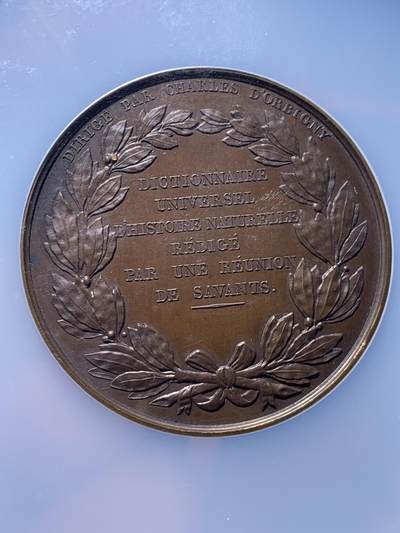 DIRIGÉ PAR CHARLES D'ORBIGNY
DICTIONNAIRE
UNIVERSEL
D'HISTOIRE NATURELLE
RÉDIGÉ
PAR UNE RÉUNION
DE SAVANTS.